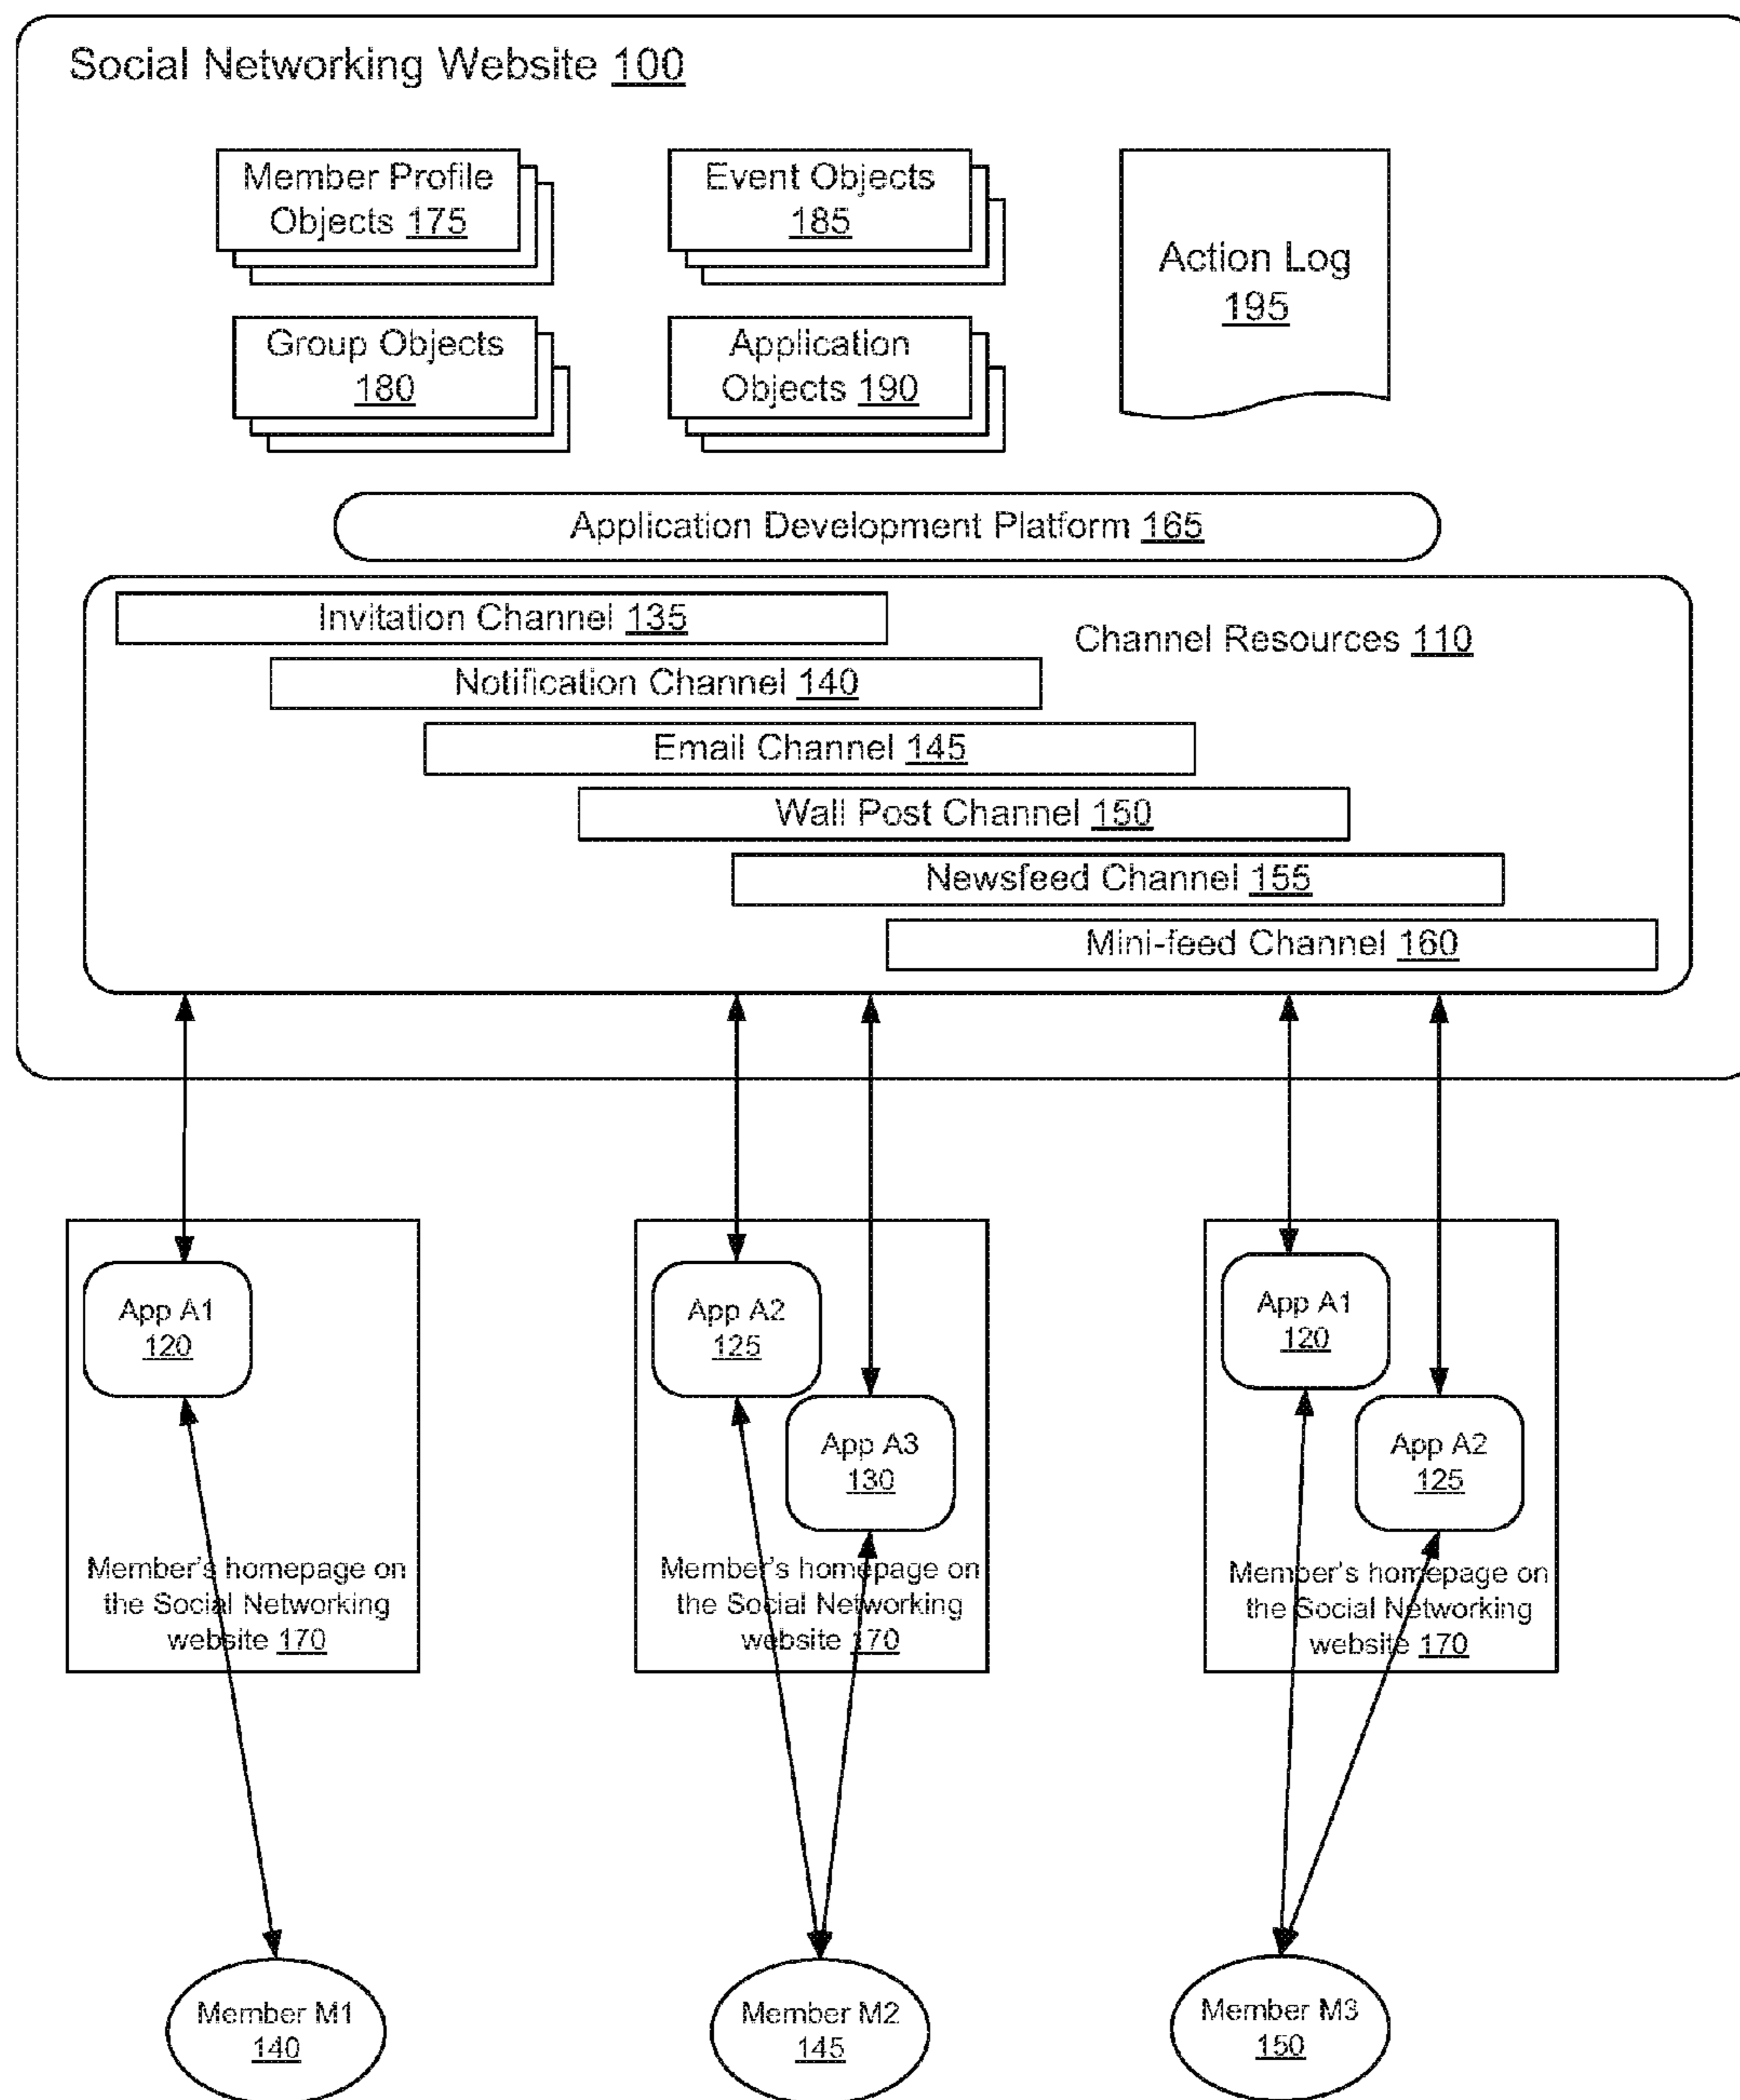 Social Networking Website 100
Member Profile
Objects 175
Event Objects
185
Action Log
195
Group Objects
180
Application
Objects 190
Application Development Platform 165
Invitation Channel 135
Channel Resources 110
Notification Channel 140
Email Channel 145
Wall Post Channel 150
Newsfeed Channel 155
Mini-feed Channel 160
App A1
120
Member's homepage on
the Social Networking
website 170
App A2
125
App A3
130
Member's homepage on
the Social Networking
website 170
App A1
120
App A2
125
Member's homepage on
the Social Networking
website 170
Member M1
140
Member M2
145
Member M3
150